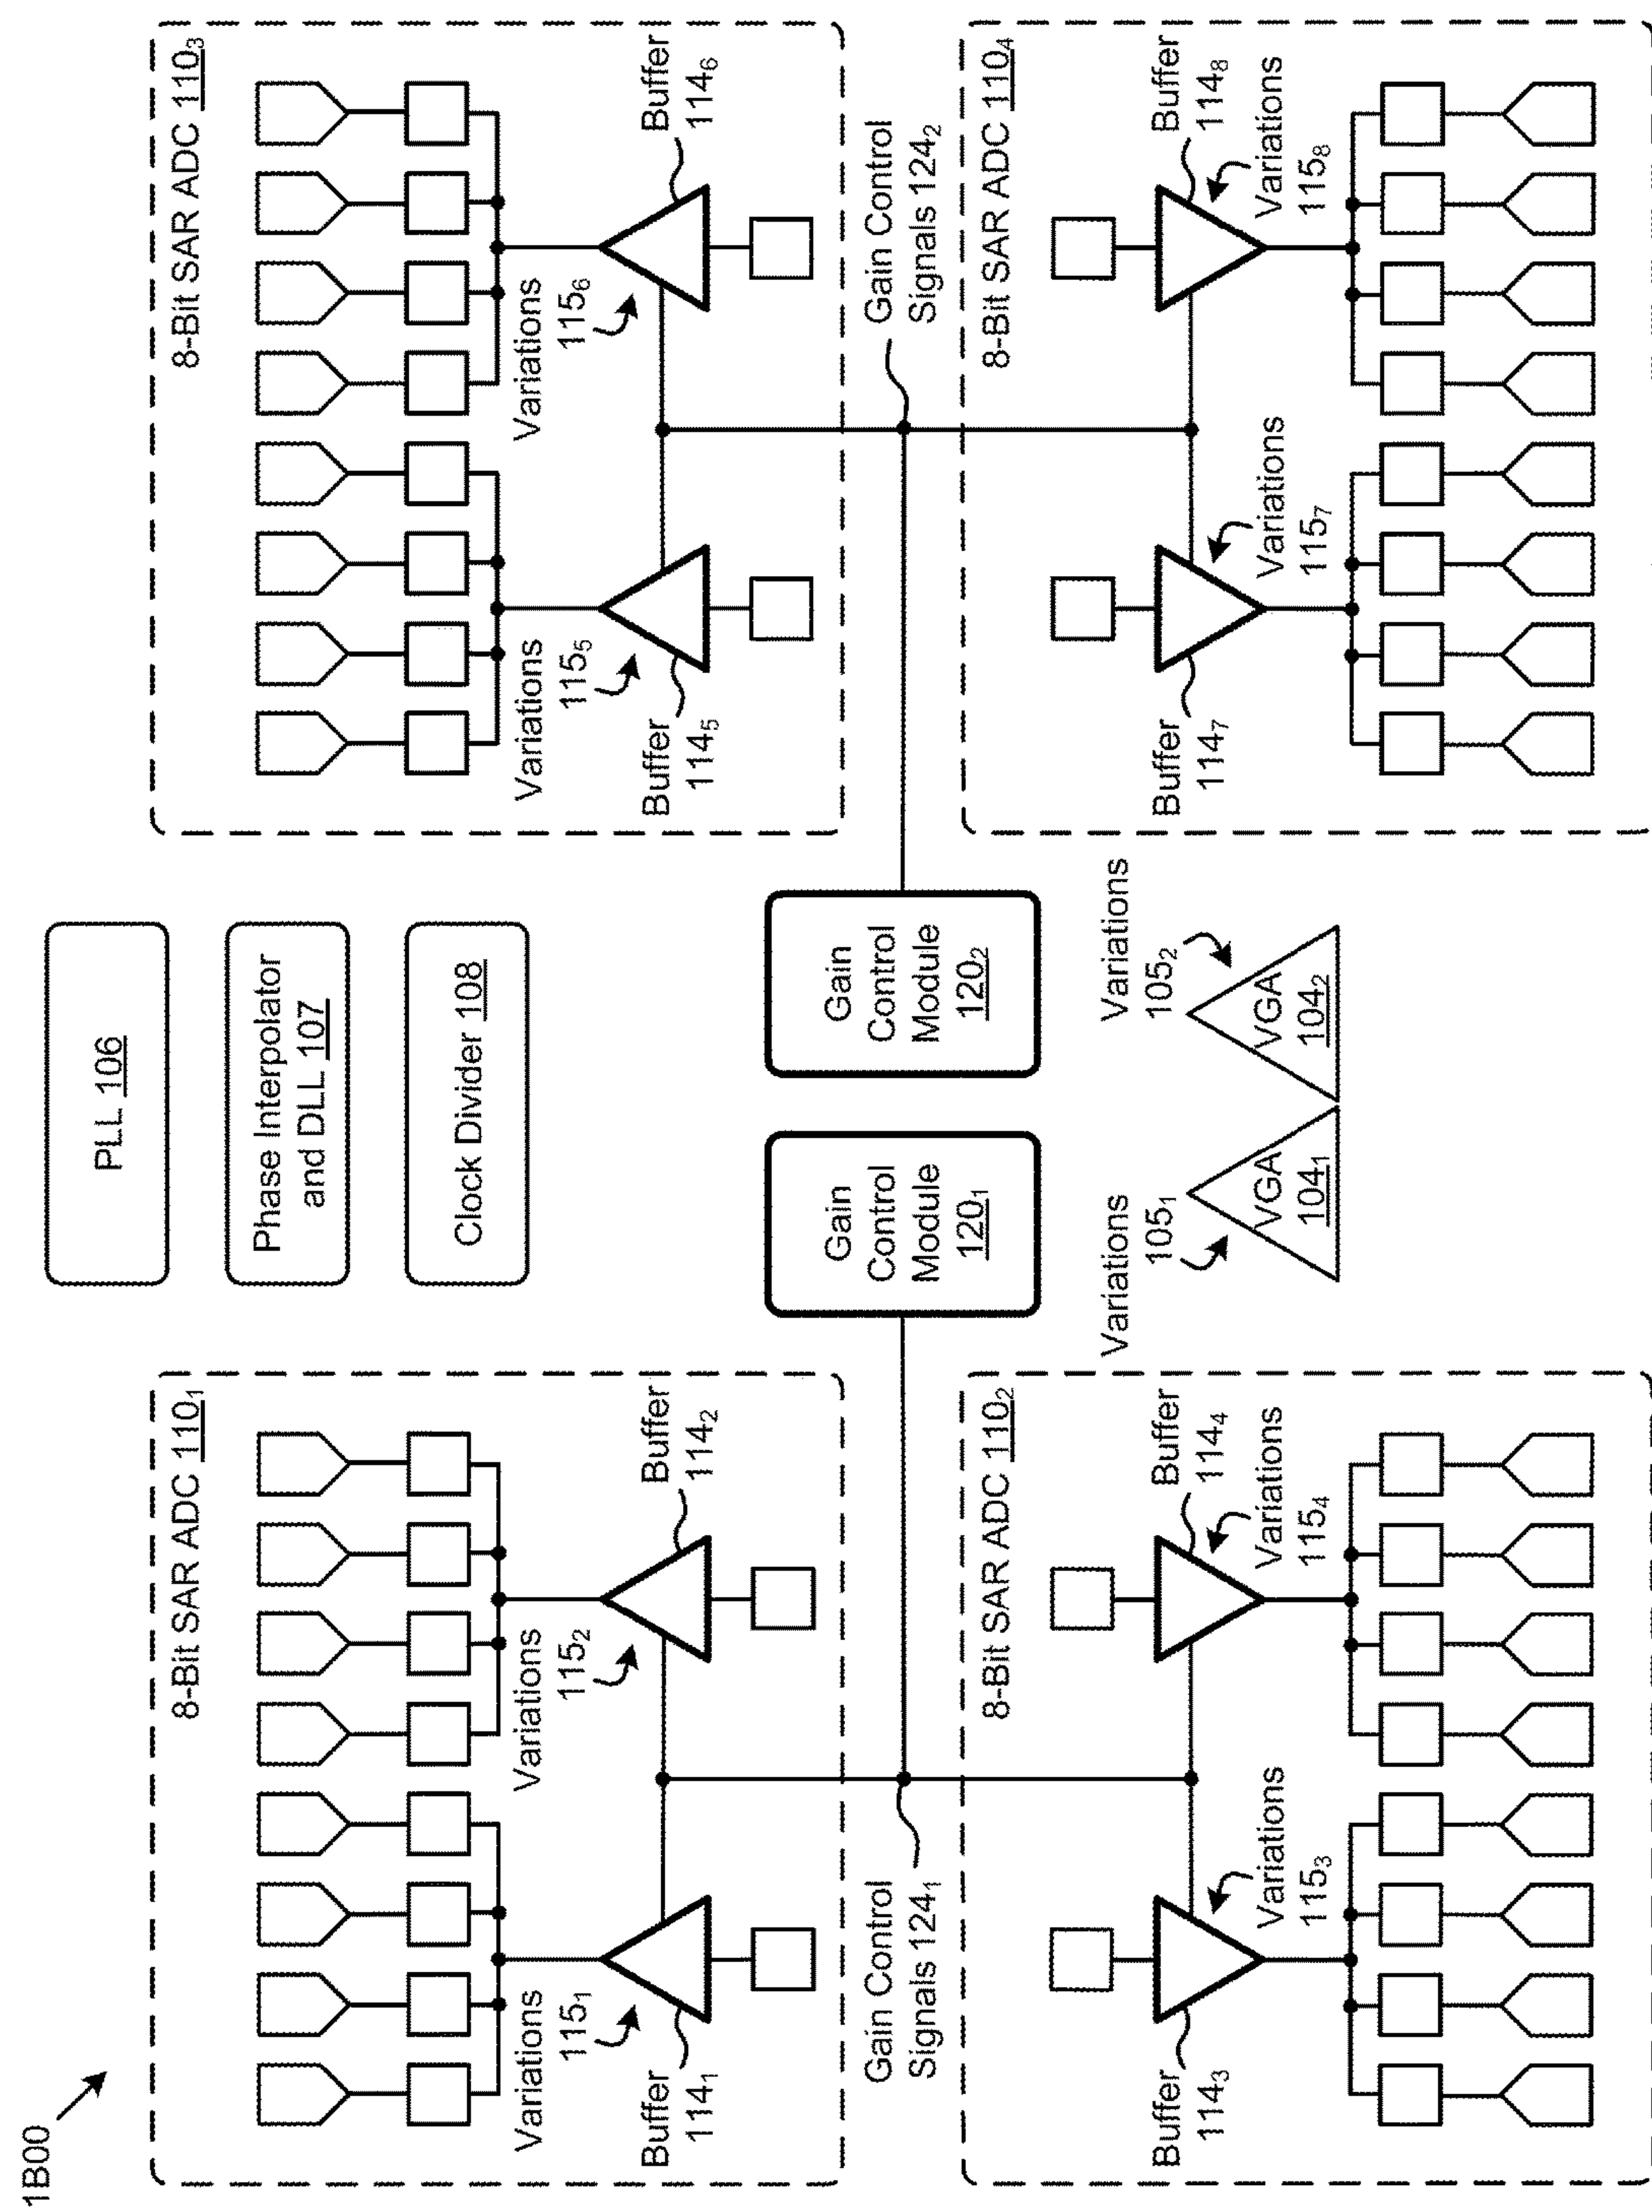 1B00
8-Bit SAR ADC 110₁
Variations
115₁
Buffer
114₁
Variations
115₂
Buffer
114₂
PLL 106
Phase Interpolator
and DLL 107
Clock Divider 108
8-Bit SAR ADC 110₃
Variations
115₅
Buffer
114₅
Variations
115₆
Buffer
114₆
Gain Control
Signals 124₁
Gain
Control
Module
120₁
Gain
Control
Module
120₂
Gain Control
Signals 124₂
8-Bit SAR ADC 110₂
Buffer
114₃
Variations
115₃
Buffer
114₄
Variations
115₄
Variations
105₁
VGA
104₁
Variations
105₂
VGA
104₂
8-Bit SAR ADC 110₄
Buffer
114₇
Variations
115₇
Buffer
114₈
Variations
115₈